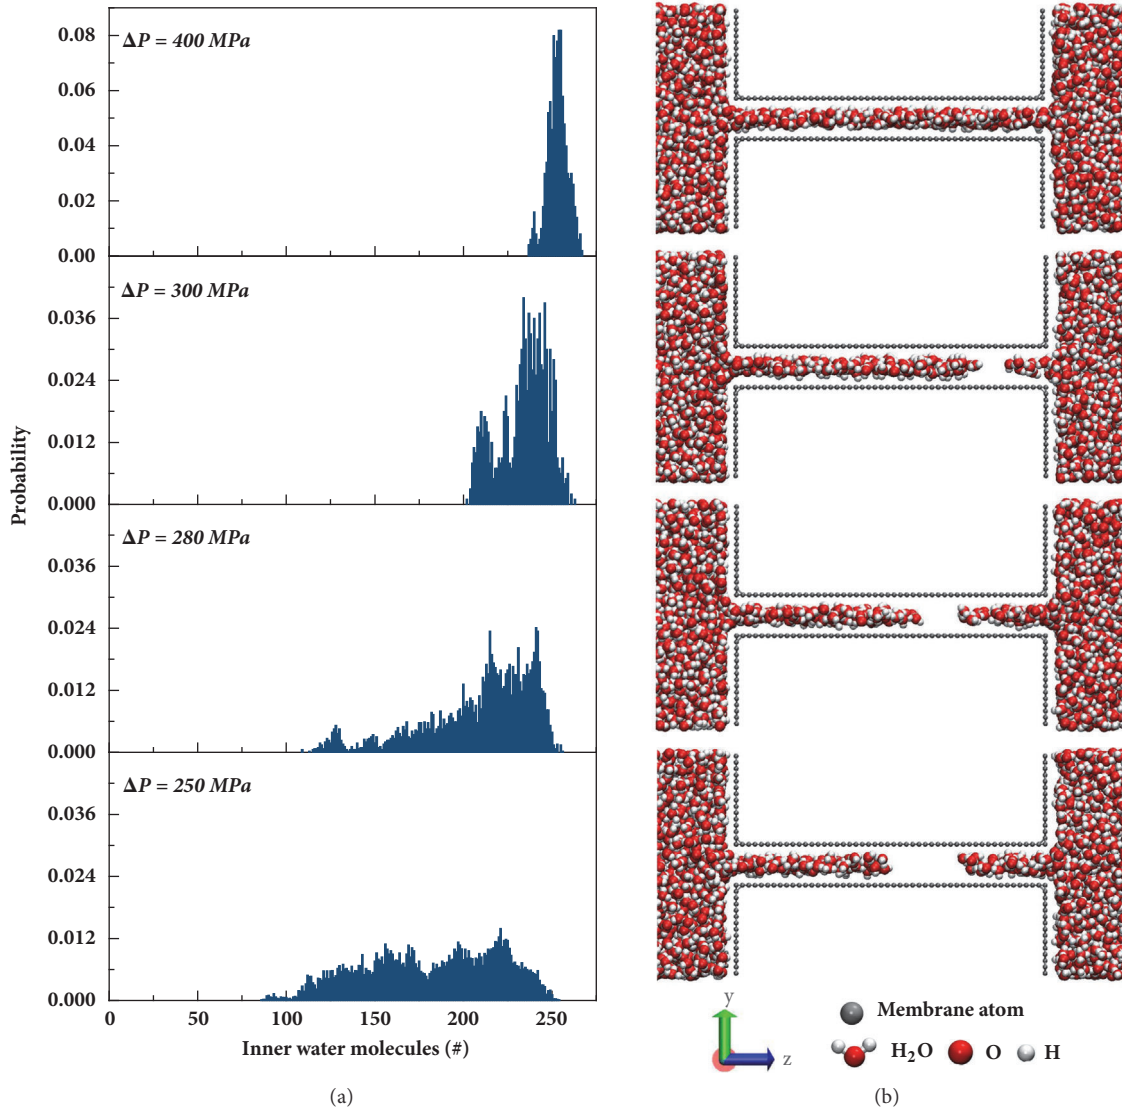 ΔP = 400 MPa
0.08
0.06
0.04
0.02
0.00
ΔP = 300 MPa
0.036
0.024
0.012
0.000
ΔP = 280 MPa
0.036
0.024
0.012
0.000
ΔP = 250 MPa
0.036
0.024
0.012
0.000
0 50 100 150 200 250
Inner water molecules (#)
Probability
(a)
y
z
Membrane atom
H₂O O H
(b)